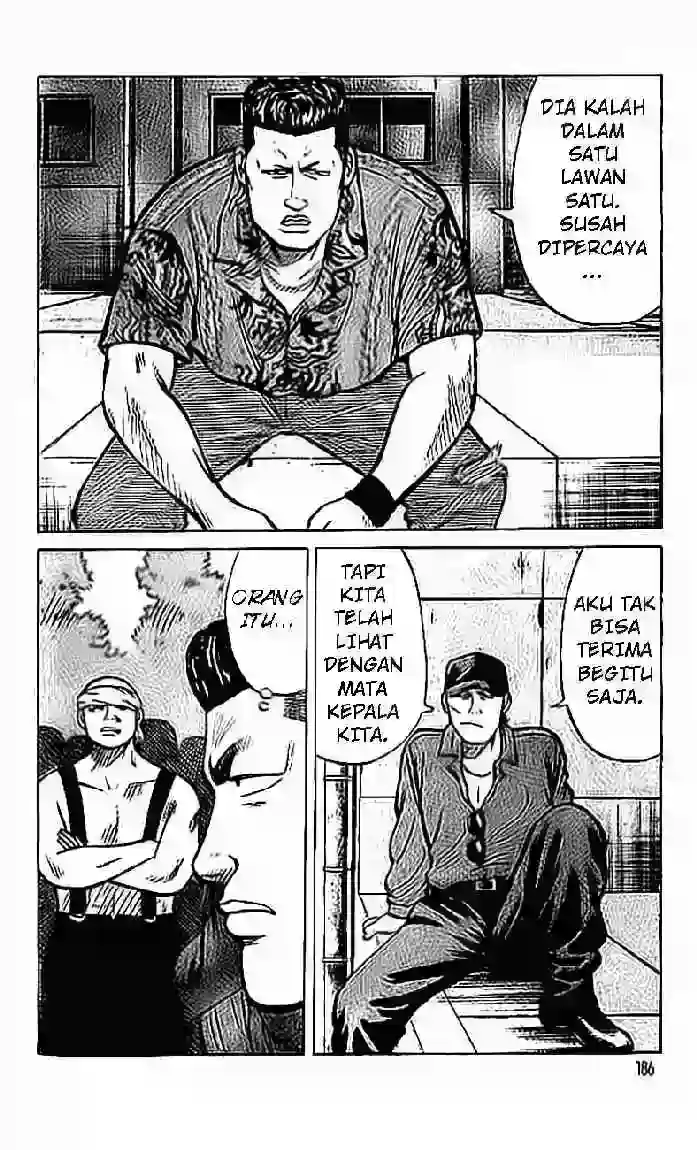 DIA KALAH
DALAM
SATU
LAWAN
SATU.
SUSAH
DIPERCAYA
...
AKU TAK
BISA
TERIMA
BEGITU
SAJA.
TAPI
KITA
TELAH
LIHAT
DENGAN
MATA
KEPALA
KITA.
ORANG
ITU...
186